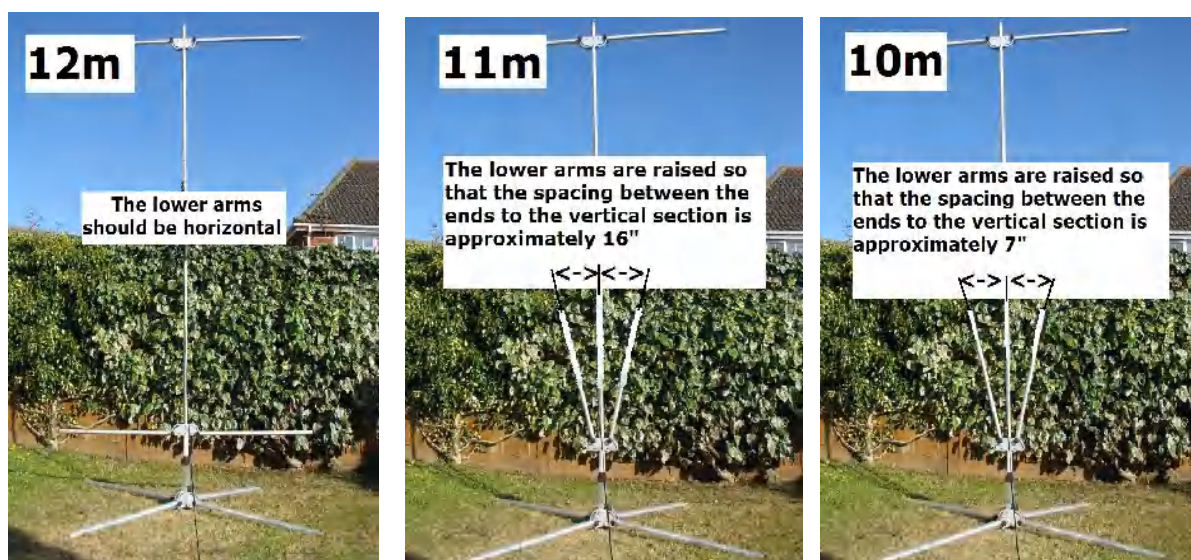 12m
The lower arms
should be horizontal
11m
The lower arms are raised so
that the spacing between the
ends to the vertical section is
approximately 16"
<-> <->
10m
The lower arms are raised so
that the spacing between the
ends to the vertical section is
approximately 7"
<-> <->